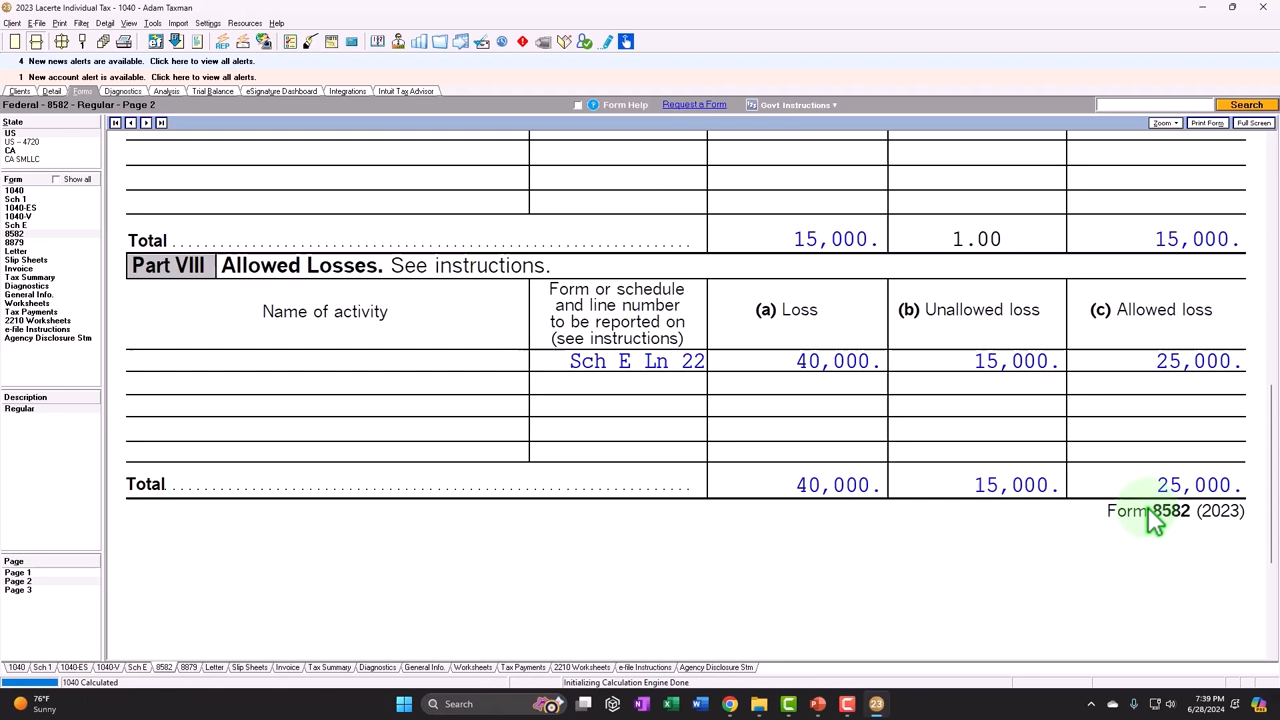 2023 Lacerte Individual Tax - 1040 - Adam Taxman
Client E-File Print Filter Detail View Tools Import Settings Resources Help
4 New news alerts are available. Click here to view all alerts.
1 New account alert is available. Click here to view all alerts.
Clients Detail Forms Diagnostics Analysis Trial Balance eSignature Dashboard Integrations Intuit Tax Advisor
Federal - 8582 - Regular - Page 2
Form Help Request a Form Govt Instructions Search
State
US
US - 4720
CA
CA SMLLC
Form Show all
1040
Sch 1
1040-ES
1040-V
Sch E
8582
8879
Letter
Slip Sheets
Invoice
Tax Summary
Diagnostics
General Info.
Worksheets
Tax Payments
2210 Worksheets
e-file Instructions
Agency Disclosure Stm
Description
Regular
Page
Page 1
Page 2
Page 3
Zoom Print Form Full Screen
Total 15,000. 1.00 15,000.
Part VIII Allowed Losses. See instructions.
Name of activity
Form or schedule
and line number
to be reported on
(see instructions)
(a) Loss
(b) Unallowed loss
(c) Allowed loss
Sch E Ln 22 40,000. 15,000. 25,000.
Total 40,000. 15,000. 25,000.
Form 8582 (2023)
1040 Sch 1 1040-ES 1040-V Sch E 8582 8879 Letter Slip Sheets Invoice Tax Summary Diagnostics General Info. Worksheets Tax Payments 2210 Worksheets e-file Instructions Agency Disclosure Stm
1040 Calculated
Initializing Calculation Engine Done
76°F
Sunny
Search
7:39 PM
6/28/2024